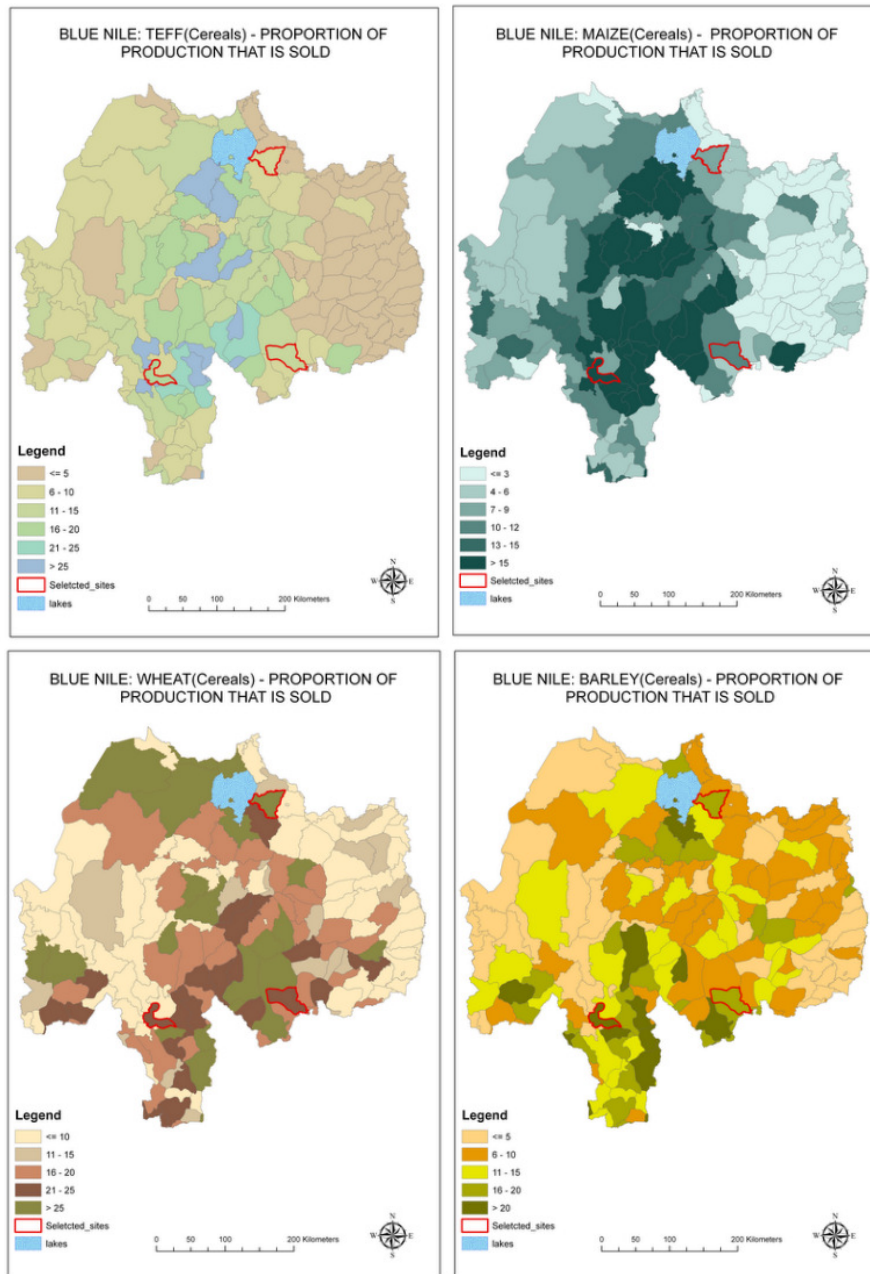 BLUE NILE: TEFF(Cereals) - PROPORTION OF
PRODUCTION THAT IS SOLD
Legend
<= 5
6 - 10
11 - 15
16 - 20
21 - 25
> 25
Seletcted_sites
lakes
0 50 100 200 Kilometers
N
W E
S
BLUE NILE: MAIZE(Cereals) - PROPORTION OF
PRODUCTION THAT IS SOLD
Legend
<= 3
4 - 6
7 - 9
10 - 12
13 - 15
> 15
Seletcted_sites
lakes
0 50 100 200 Kilometers
N
W E
S
BLUE NILE: WHEAT(Cereals) - PROPORTION OF
PRODUCTION THAT IS SOLD
Legend
<= 10
11 - 15
16 - 20
21 - 25
> 25
Seletcted_sites
lakes
0 50 100 200 Kilometers
N
W E
S
BLUE NILE: BARLEY(Cereals) - PROPORTION OF
PRODUCTION THAT IS SOLD
Legend
<= 5
6 - 10
11 - 15
16 - 20
> 20
Seletcted_sites
lakes
0 50 100 200 Kilometers
N
W E
S